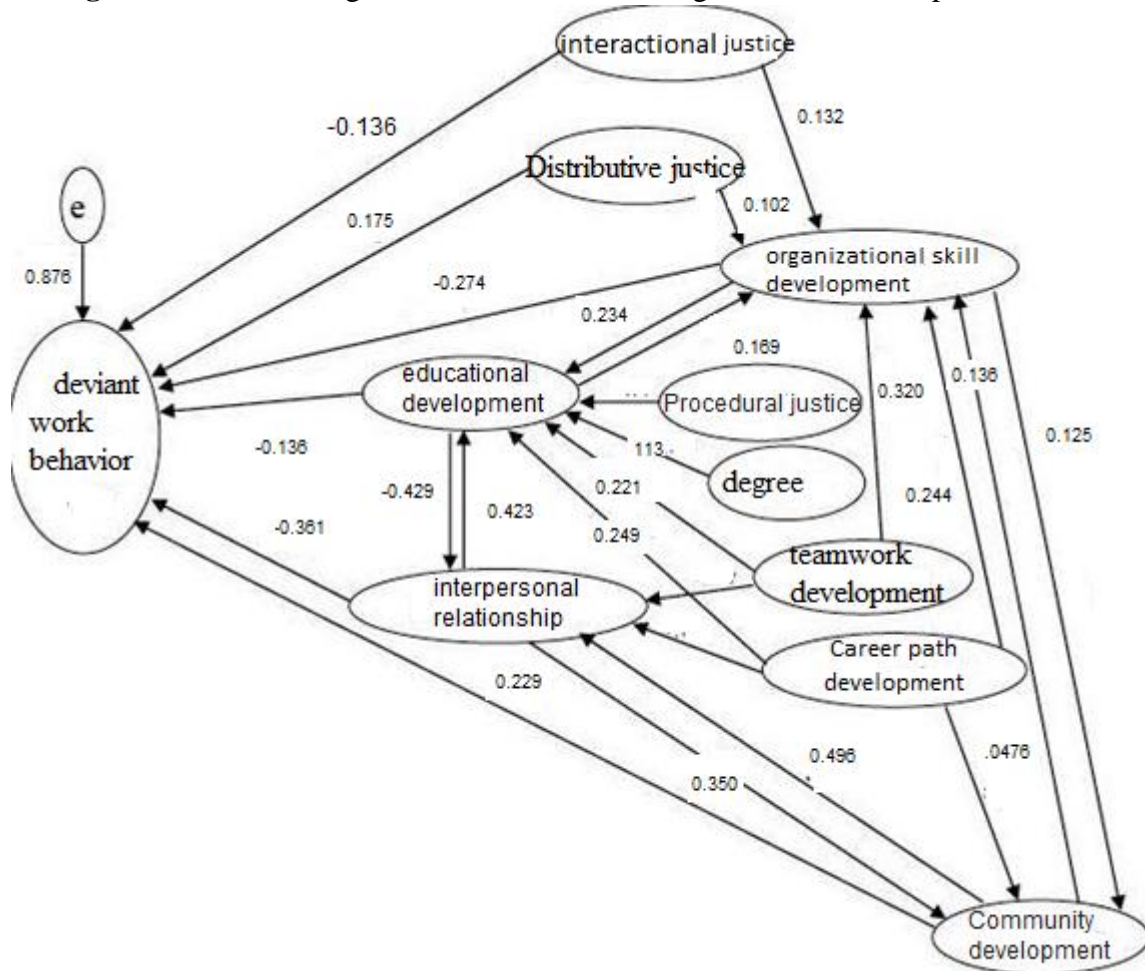 interactional justice
-0.136
0.132
Distributive justice
e
0.175
0.102
organizational skill
development
0.876
-0.274
0.234
0.169
deviant
work
behavior
educational
development
Procedural justice
0.320
0.136
0.125
-0.136
-0.429
0.423
113
degree
0.221
0.249
0.244
-0.361
interpersonal
relationship
teamwork
development
Career path
development
0.229
0.350
0.496
.0476
Community
development